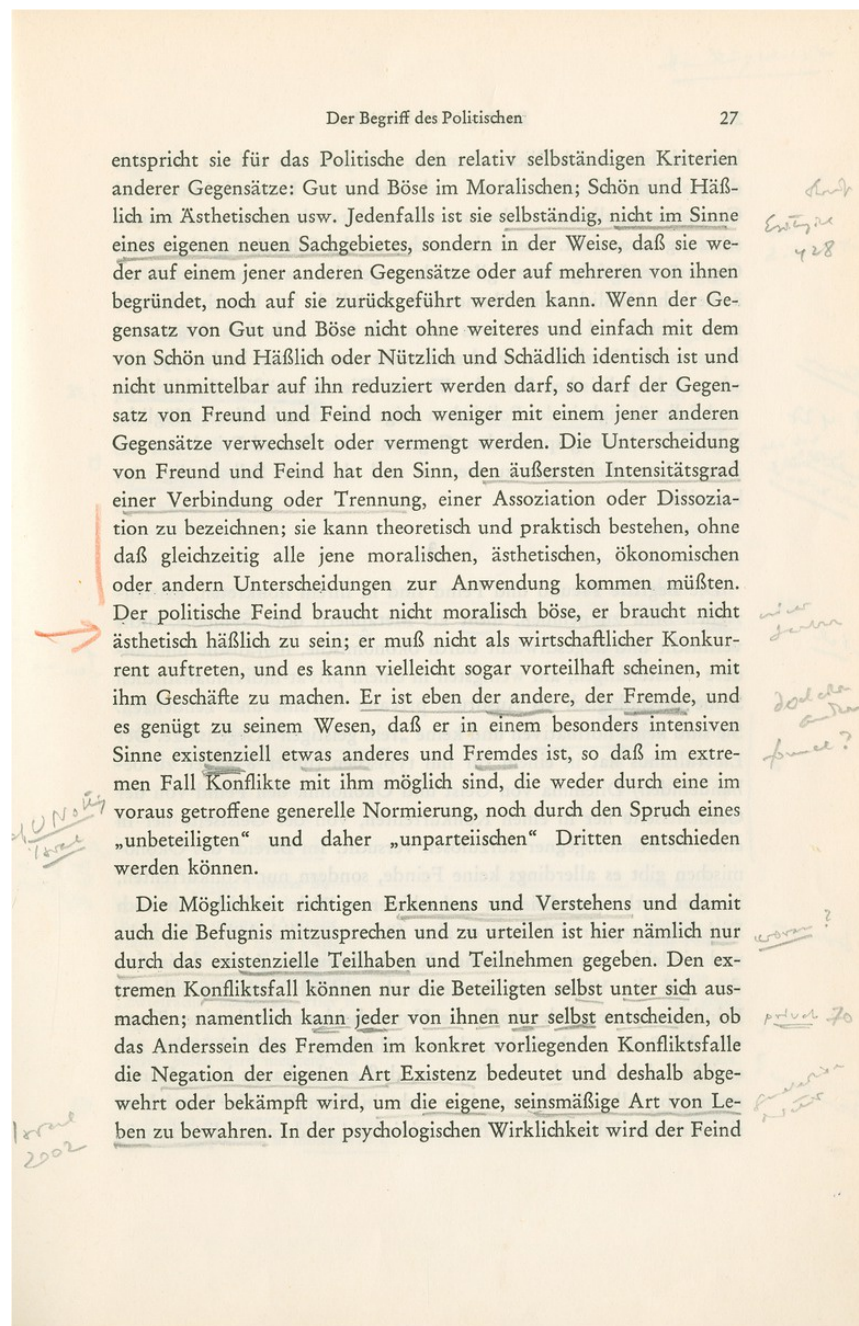 Der Begriff des Politischen 27
entspricht sie für das Politische den relativ selbständigen Kriterien
anderer Gegensätze: Gut und Böse im Moralischen; Schön und Häß-
lich im Ästhetischen usw. Jedenfalls ist sie selbständig, nicht im Sinne
eines eigenen neuen Sachgebietes, sondern in der Weise, daß sie we-
der auf einem jener anderen Gegensätze oder auf mehreren von ihnen
begründet, noch auf sie zurückgeführt werden kann. Wenn der Ge-
gensatz von Gut und Böse nicht ohne weiteres und einfach mit dem
von Schön und Häßlich oder Nützlich und Schädlich identisch ist und
nicht unmittelbar auf ihn reduziert werden darf, so darf der Gegen-
satz von Freund und Feind noch weniger mit einem jener anderen
Gegensätze verwechselt oder vermengt werden. Die Unterscheidung
von Freund und Feind hat den Sinn, den äußersten Intensitätsgrad
einer Verbindung oder Trennung, einer Assoziation oder Dissozia-
tion zu bezeichnen; sie kann theoretisch und praktisch bestehen, ohne
daß gleichzeitig alle jene moralischen, ästhetischen, ökonomischen
oder andern Unterscheidungen zur Anwendung kommen müßten.
Der politische Feind braucht nicht moralisch böse, er braucht nicht
ästhetisch häßlich zu sein; er muß nicht als wirtschaftlicher Konkur-
rent auftreten, und es kann vielleicht sogar vorteilhaft scheinen, mit
ihm Geschäfte zu machen. Er ist eben der andere, der Fremde, und
es genügt zu seinem Wesen, daß er in einem besonders intensiven
Sinne existenziell etwas anderes und Fremdes ist, so daß im extre-
men Fall Konflikte mit ihm möglich sind, die weder durch eine im
voraus getroffene generelle Normierung, noch durch den Spruch eines
„unbeteiligten“ und daher „unparteiischen“ Dritten entschieden
werden können.
Die Möglichkeit richtigen Erkennens und Verstehens und damit
auch die Befugnis mitzusprechen und zu urteilen ist hier nämlich nur
durch das existenzielle Teilhaben und Teilnehmen gegeben. Den ex-
tremen Konfliktsfall können nur die Beteiligten selbst unter sich aus-
machen; namentlich kann jeder von ihnen nur selbst entscheiden, ob
das Anderssein des Fremden im konkret vorliegenden Konfliktsfalle
die Negation der eigenen Art Existenz bedeutet und deshalb abge-
wehrt oder bekämpft wird, um die eigene, seinsmäßige Art von Le-
ben zu bewahren. In der psychologischen Wirklichkeit wird der Feind
428
UNO
Israel
privat 70
Israel
2002